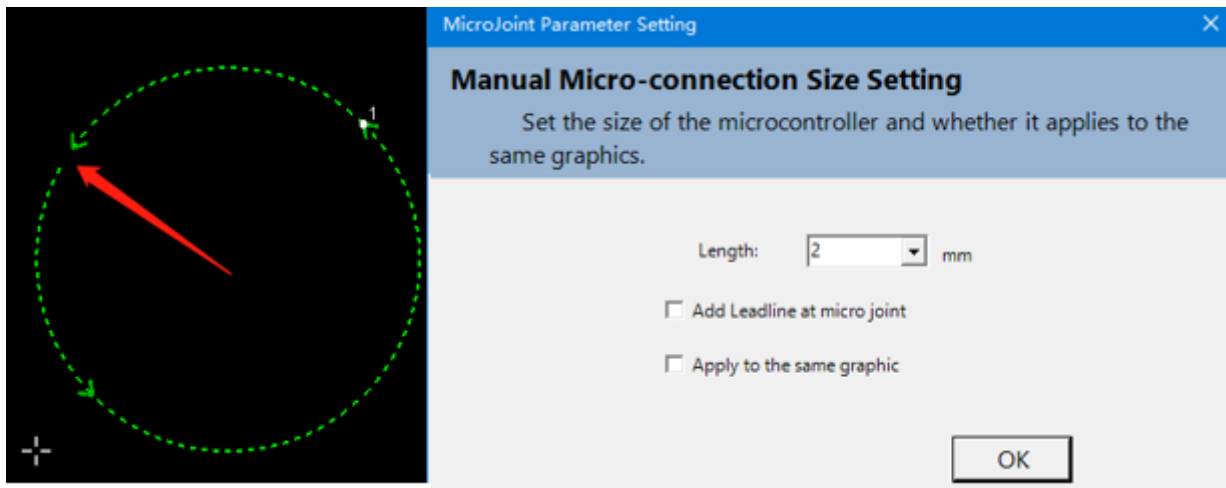 1
MicroJoint Parameter Setting
Manual Micro-connection Size Setting
Set the size of the microcontroller and whether it applies to the
same graphics.
Length: 2 mm
Add Leadline at micro joint
Apply to the same graphic
OK